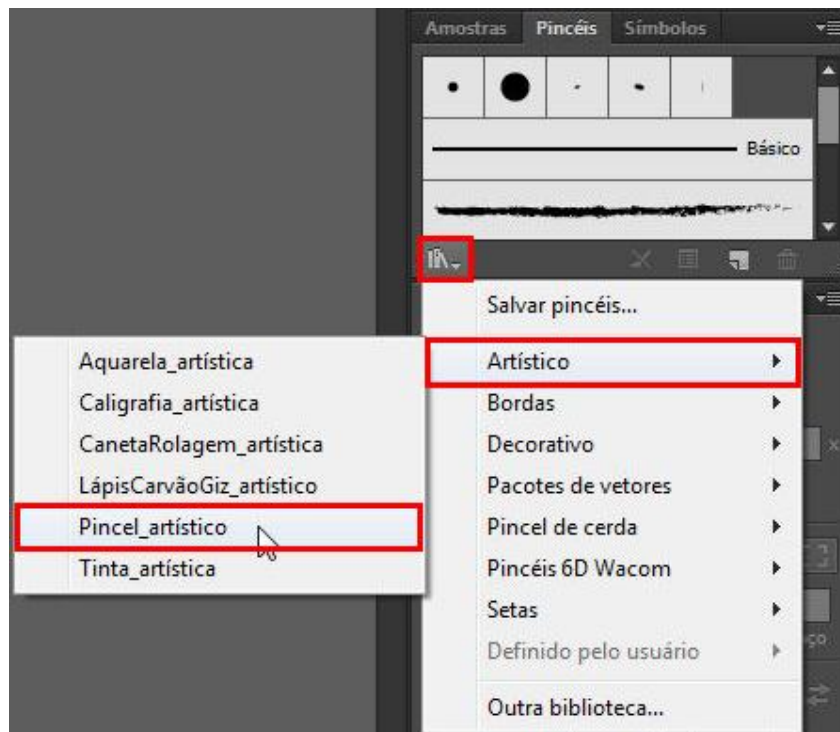 Amostras Pincéis Símbolos
Básico
Salvar pincéis...
Artístico
Bordas
Decorativo
Pacotes de vetores
Pincel de cerda
Pincéis 6D Wacom
Setas
Definido pelo usuário
Outra biblioteca...
Aquarela_artística
Caligrafia_artística
CanetaRolagem_artística
LápisCarvãoGiz_artístico
Pincel_artístico
Tinta_artística